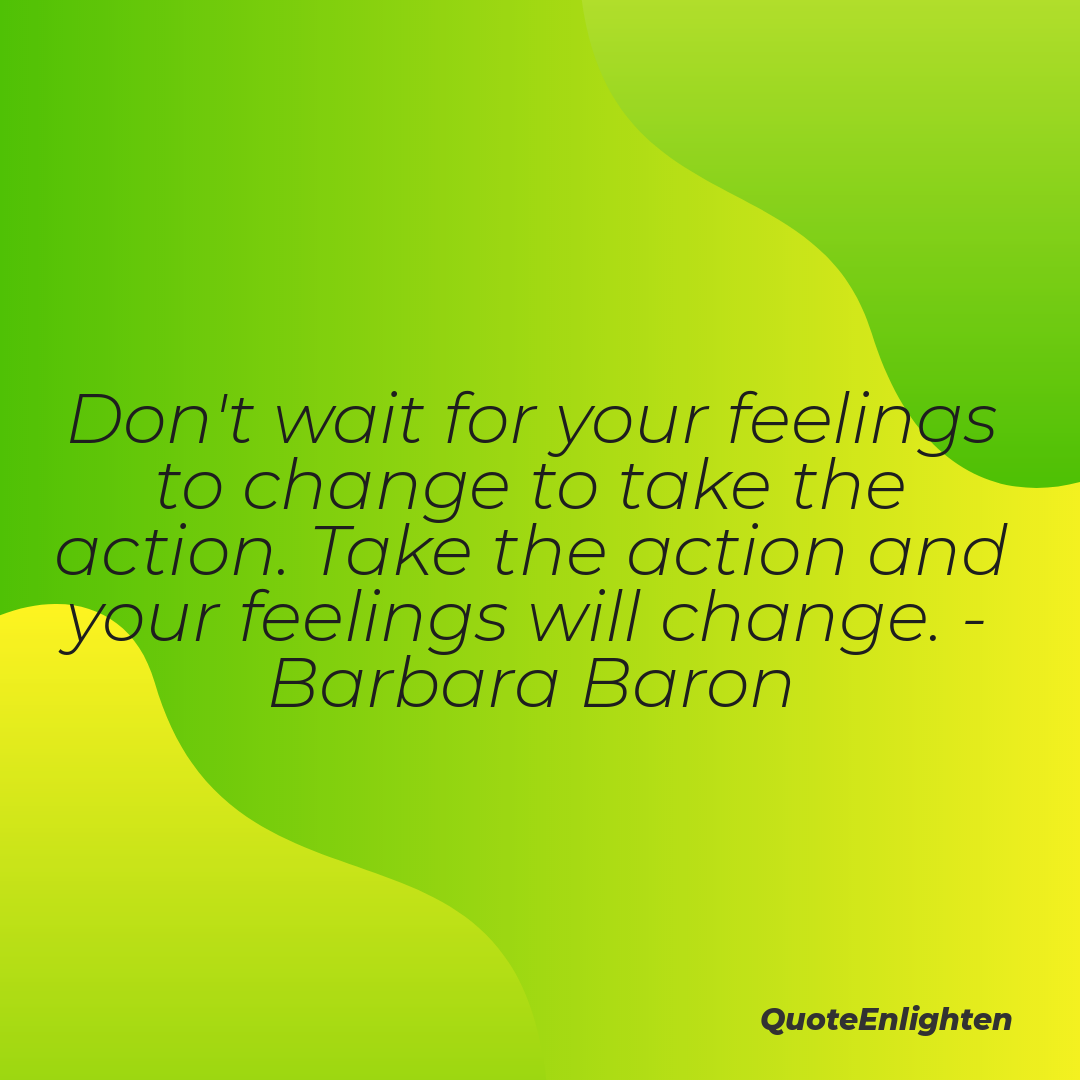 Don't wait for your feelings
to change to take the
action. Take the action and
your feelings will change. -
Barbara Baron
QuoteEnlighten